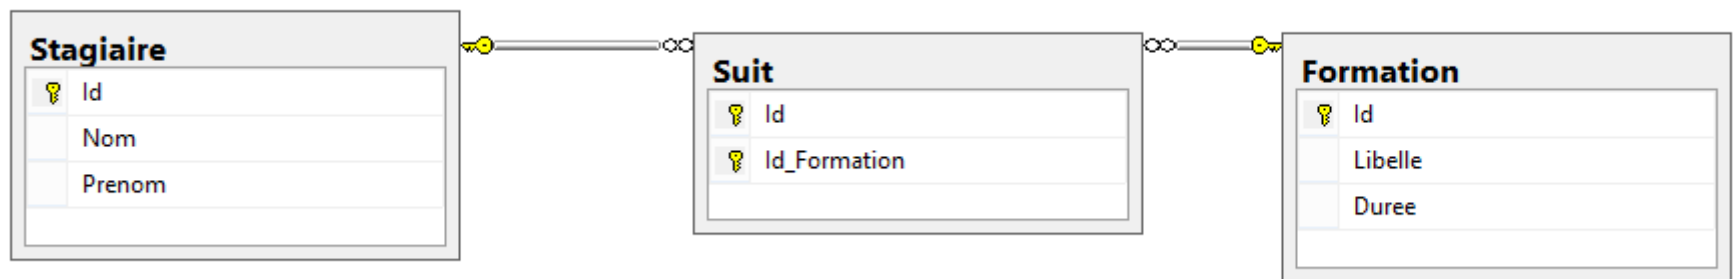 Stagiaire
Id
Nom
Prenom
Suit
Id
Id_Formation
Formation
Id
Libelle
Duree